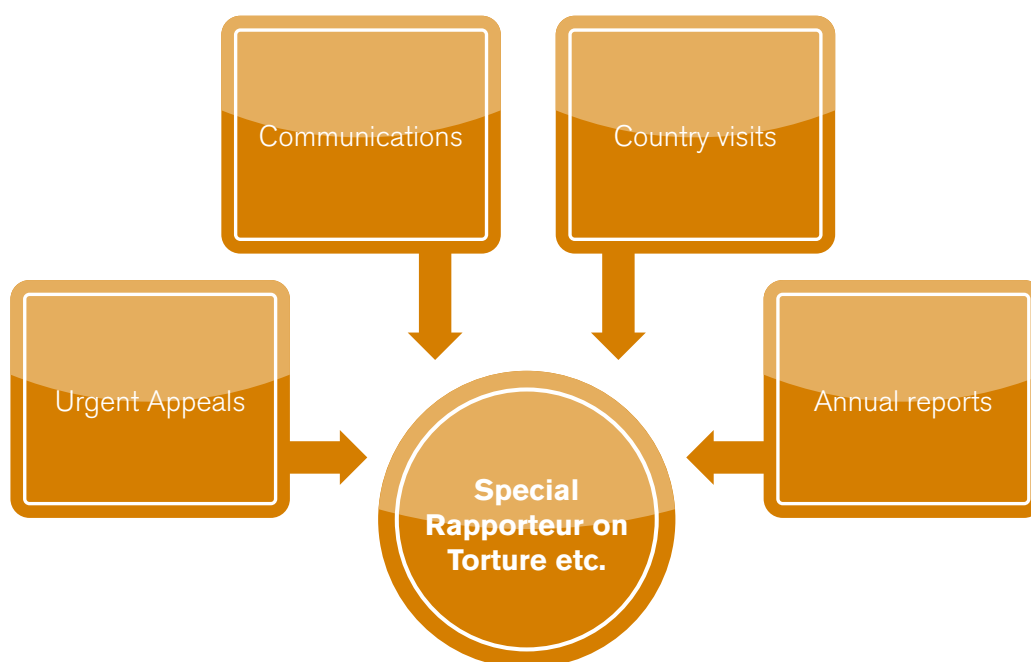 Communications
Country visits
Urgent Appeals
Annual reports
Special
Rapporteur on
Torture etc.